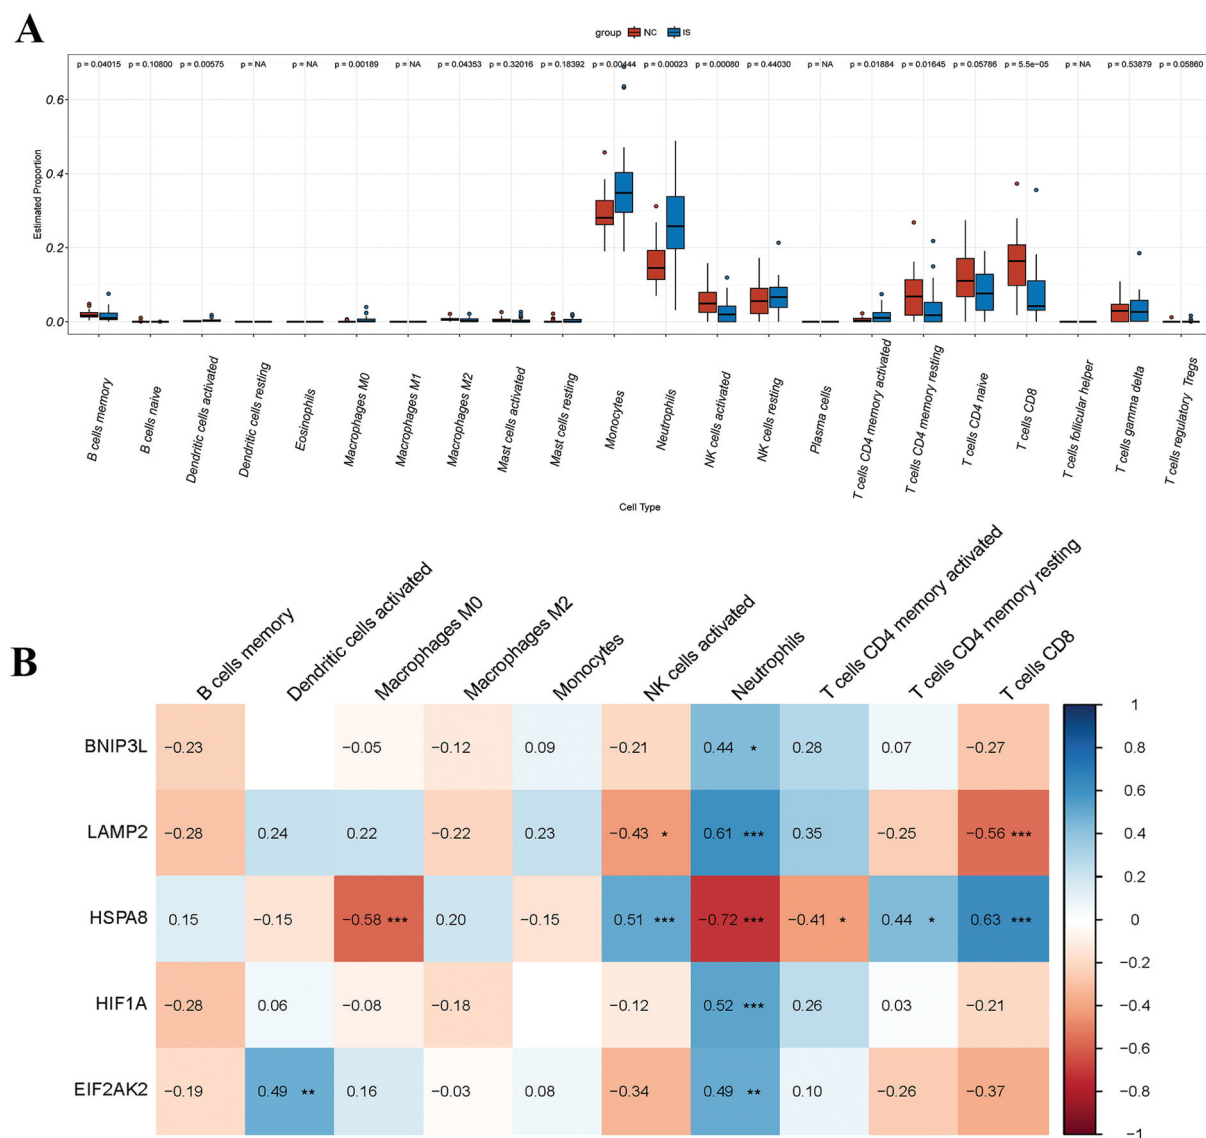 A
group NC IS
p = 0.04015 p = 0.10800 p = 0.00575 p = NA p = NA p = 0.00189 p = NA p = 0.04353 p = 0.32016 p = 0.18392 p = 0.00444 p = 0.00023 p = 0.00080 p = 0.44030 p = NA p = 0.01884 p = 0.01645 p = 0.05786 p = 5.5e-05 p = NA p = 0.53879 p = 0.05860
0.6
0.4
0.2
0.0
Estimated Proportion
B cells memory
B cells naive
Dendritic cells activated
Dendritic cells resting
Eosinophils
Macrophages M0
Macrophages M1
Macrophages M2
Mast cells activated
Mast cells resting
Monocytes
Neutrophils
NK cells activated
NK cells resting
Plasma cells
T cells CD4 memory activated
T cells CD4 memory resting
T cells CD4 naive
T cells CD8
T cells follicular helper
T cells gamma delta
T cells regulatory Tregs
Cell Type
B
B cells memory
Dendritic cells activated
Macrophages M0
Macrophages M2
Monocytes
NK cells activated
Neutrophils
T cells CD4 memory activated
T cells CD4 memory resting
T cells CD8
BNIP3L −0.23 −0.05 −0.12 0.09 −0.21 0.44 * 0.28 0.07 −0.27
LAMP2 −0.28 0.24 0.22 −0.22 0.23 −0.43 * 0.61 *** 0.35 −0.25 −0.56 ***
HSPA8 0.15 −0.15 −0.58 *** 0.20 −0.15 0.51 *** −0.72 *** −0.41 * 0.44 * 0.63 ***
HIF1A −0.28 0.06 −0.08 −0.18 −0.12 0.52 *** 0.26 0.03 −0.21
EIF2AK2 −0.19 0.49 ** 0.16 −0.03 0.08 −0.34 0.49 ** 0.10 −0.26 −0.37
1
0.8
0.6
0.4
0.2
0
−0.2
−0.4
−0.6
−0.8
−1